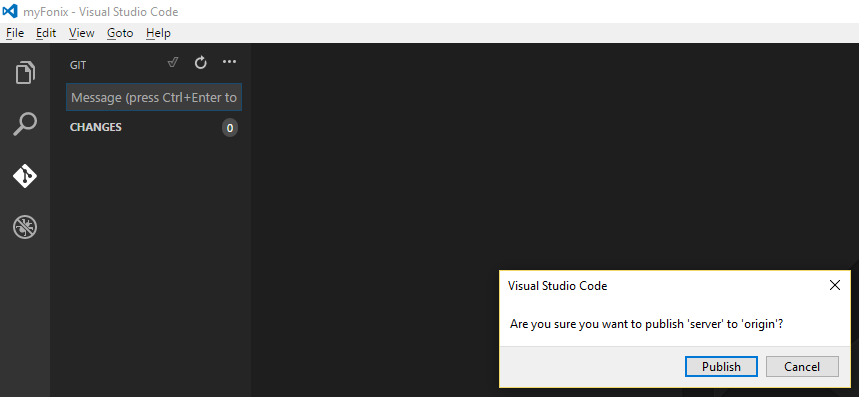 myFonix - Visual Studio Code
File Edit View Goto Help
GIT
Message (press Ctrl+Enter to
CHANGES 0
Visual Studio Code
Are you sure you want to publish 'server' to 'origin'?
Publish Cancel